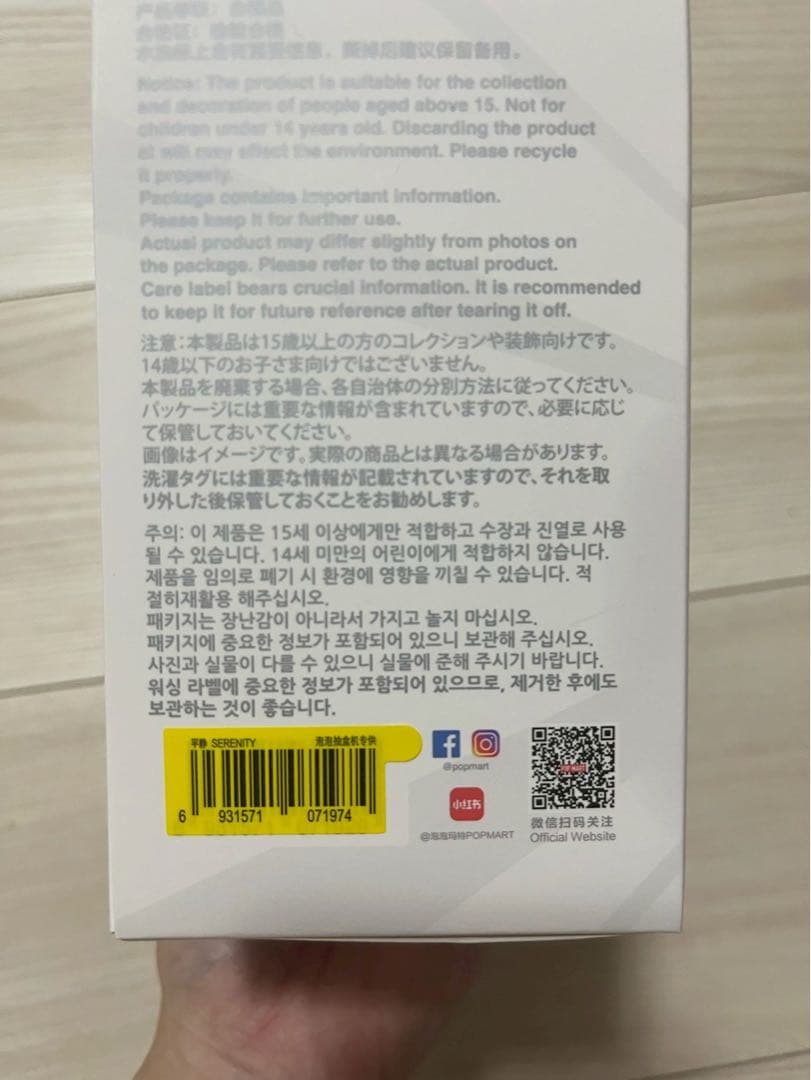 水洗标上含有重要信息，撕掉后建议保留备用。
Notice: The product is suitable for the collection
and decoration of people aged above 15. Not for
children under 14 years old. Discarding the product
at will may affect the environment. Please recycle
it properly.
Package contains important information.
Please keep it for further use.
Actual product may differ slightly from photos on
the package. Please refer to the actual product.
Care label bears crucial information. It is recommended
to keep it for future reference after tearing it off.
注意:本製品は15歳以上の方のコレクションや装飾向けです。
14歳以下のお子さま向けではございません。
本製品を廃棄する場合、各自治体の分別方法に従ってください。
パッケージには重要な情報が含まれていますので、必要に応じ
て保管しておいてください。
画像はイメージです。実際の商品とは異なる場合があります。
洗濯タグには重要な情報が記載されていますので、それを取
り外した後保管しておくことをお勧めします。
주의: 이 제품은 15세 이상에게만 적합하고 수장과 진열로 사용
될 수 있습니다. 14세 미만의 어린이에게 적합하지 않습니다.
제품을 임의로 폐기 시 환경에 영향을 끼칠 수 있습니다. 적
절히재활용 해주십시오.
패키지는 장난감이 아니라서 가지고 놀지 마십시오.
패키지에 중요한 정보가 포함되어 있으니 보관해 주십시오.
사진과 실물이 다를 수 있으니 실물에 준해 주시기 바랍니다.
워싱 라벨에 중요한 정보가 포함되어 있으므로, 제거한 후에도
보관하는 것이 좋습니다.
平静 SERENITY 泡泡抽盒机专供
6 931571 071974
@popmart
小红书
@泡泡玛特POPMART
POP MART
微信扫码关注
Official Website